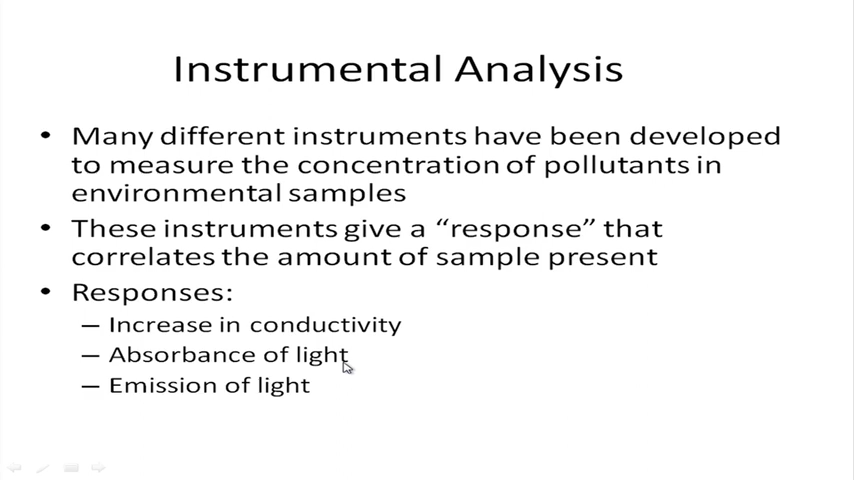 Instrumental Analysis
• Many different instruments have been developed
to measure the concentration of pollutants in
environmental samples
• These instruments give a “response” that
correlates the amount of sample present
• Responses:
– Increase in conductivity
– Absorbance of light
– Emission of light